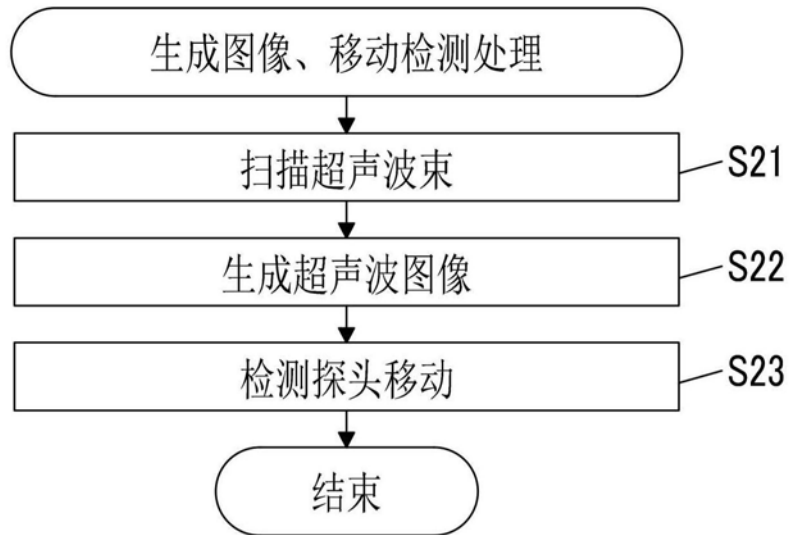 生成图像、移动检测处理
扫描超声波束
S21
生成超声波图像
S22
检测探头移动
S23
结束